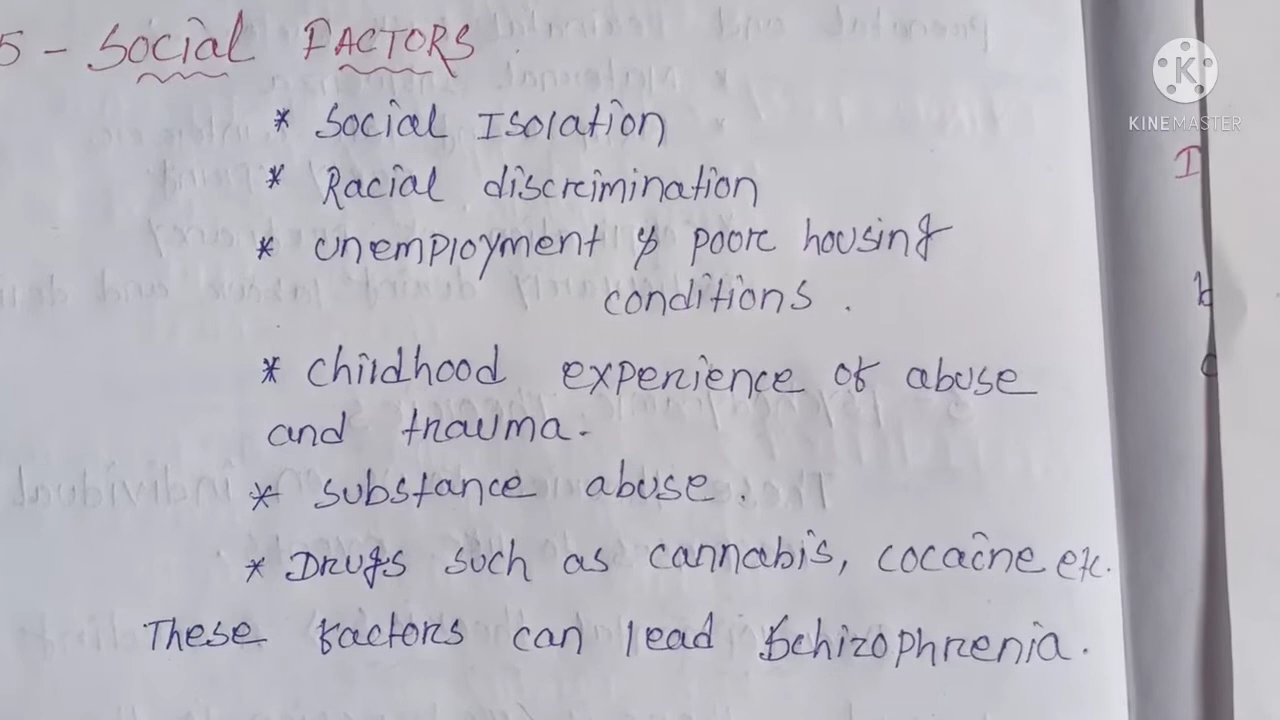 5 - Social FACTORS
* Social Isolation
* Racial discrimination
* unemployment & poor housing
conditions.
* childhood experience of abuse
and trauma.
* substance abuse.
* Drugs such as cannabis, cocaine etc.
These factors can lead Schizophrenia.
KINEMASTER
I